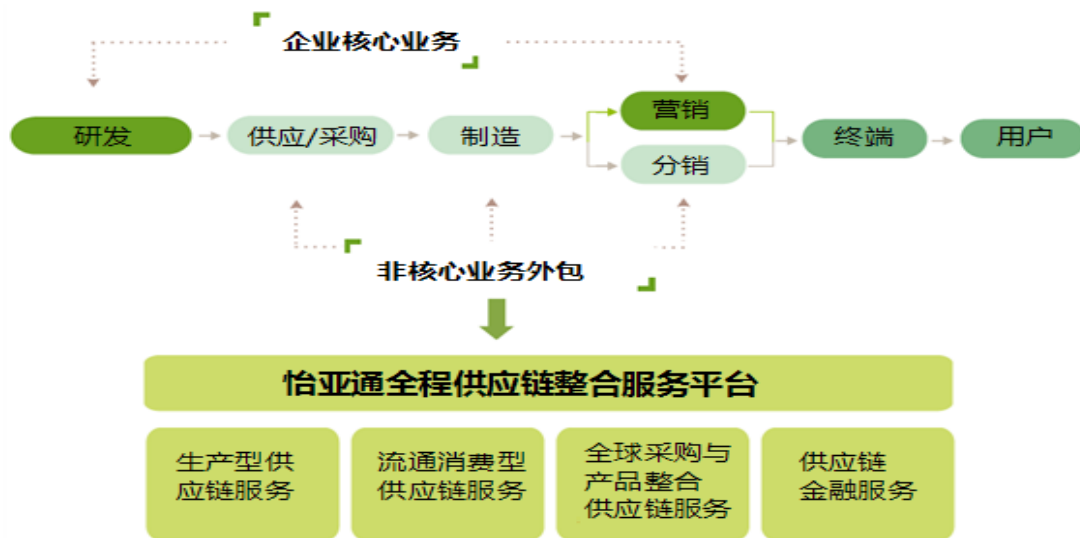 企业核心业务
研发
供应/采购
制造
营销
分销
终端
用户
非核心业务外包
怡亚通全程供应链整合服务平台
生产型供
应链服务
流通消费型
供应链服务
全球采购与
产品整合
供应链服务
供应链
金融服务